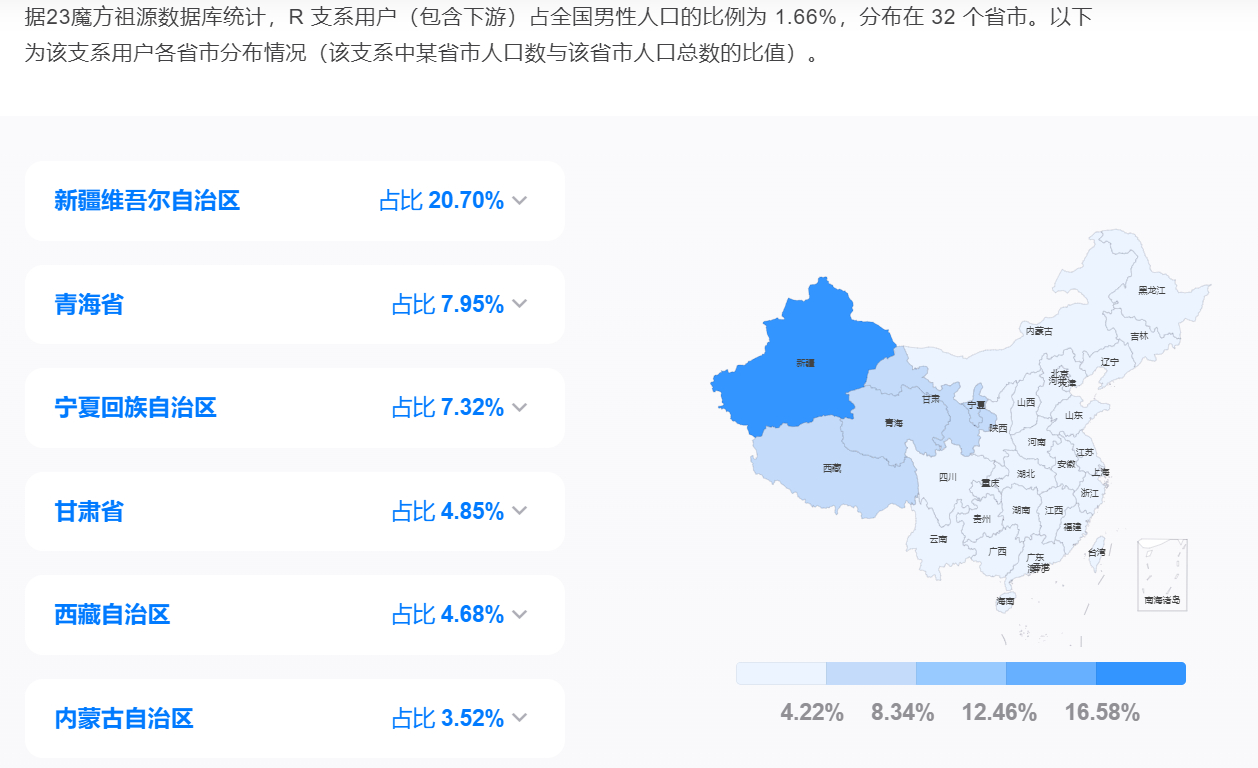 据23魔方祖源数据库统计，R 支系用户（包含下游）占全国男性人口的比例为 1.66%，分布在 32 个省市。以下
为该支系用户各省市分布情况（该支系中某省市人口数与该省市人口总数的比值）。
新疆维吾尔自治区 占比 20.70%
青海省 占比 7.95%
宁夏回族自治区 占比 7.32%
甘肃省 占比 4.85%
西藏自治区 占比 4.68%
内蒙古自治区 占比 3.52%
黑龙江
内蒙古
吉林
新疆
辽宁
北京
河北
天津
甘肃
宁夏
山西
山东
青海
陕西
河南
江苏
西藏
四川
安徽
上海
湖北
重庆
浙江
湖南
江西
贵州
福建
云南
广西
台湾
广东
香港
澳门
海南
南海诸岛
4.22% 8.34% 12.46% 16.58%